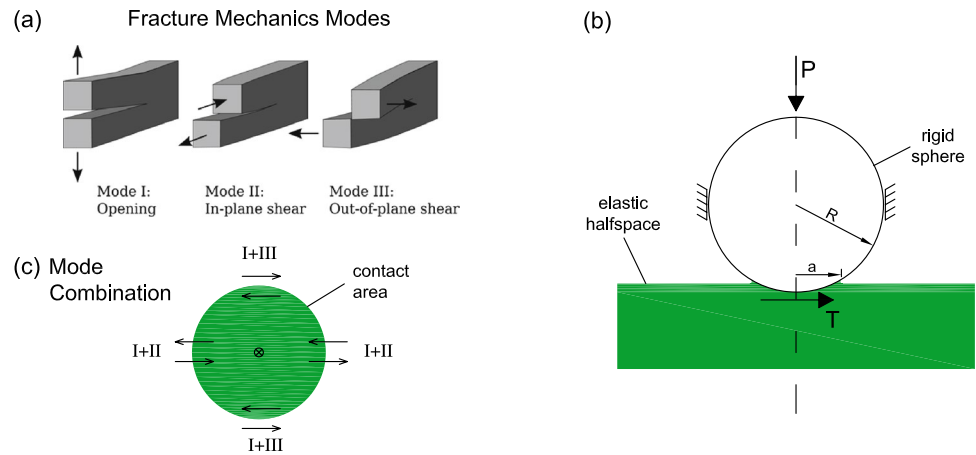 (a) Fracture Mechanics Modes
Mode I:
Opening
Mode II:
In-plane shear
Mode III:
Out-of-plane shear
(b)
P
rigid
sphere
elastic
halfspace
R
a
T
(c) Mode
Combination
I+III
contact
area
I+II
I+II
I+III